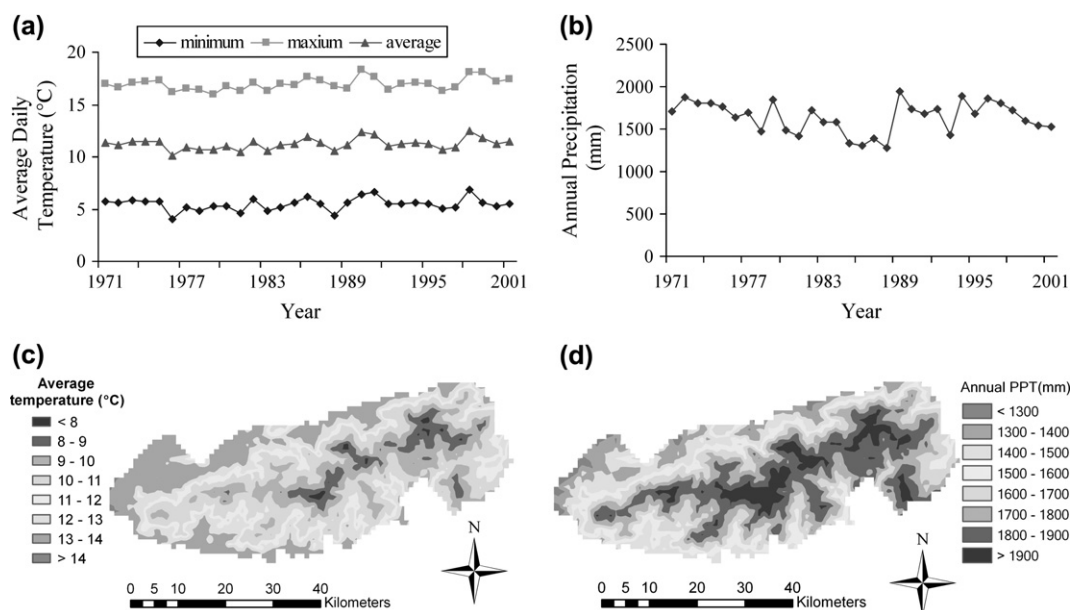 (a)
minimum maxium average
20
15
10
5
0
Average Daily
Temperature (°C)
1971 1977 1983 1989 1995 2001
Year
(b)
2500
2000
1500
1000
500
0
Annual Precipitation
(mm)
1971 1977 1983 1989 1995 2001
Year
(c)
Average
temperature (°C)
< 8
8 - 9
9 - 10
10 - 11
11 - 12
12 - 13
13 - 14
> 14
N
0 5 10 20 30 40
Kilometers
(d)
Annual PPT(mm)
< 1300
1300 - 1400
1400 - 1500
1500 - 1600
1600 - 1700
1700 - 1800
1800 - 1900
> 1900
N
0 5 10 20 30 40
Kilometers